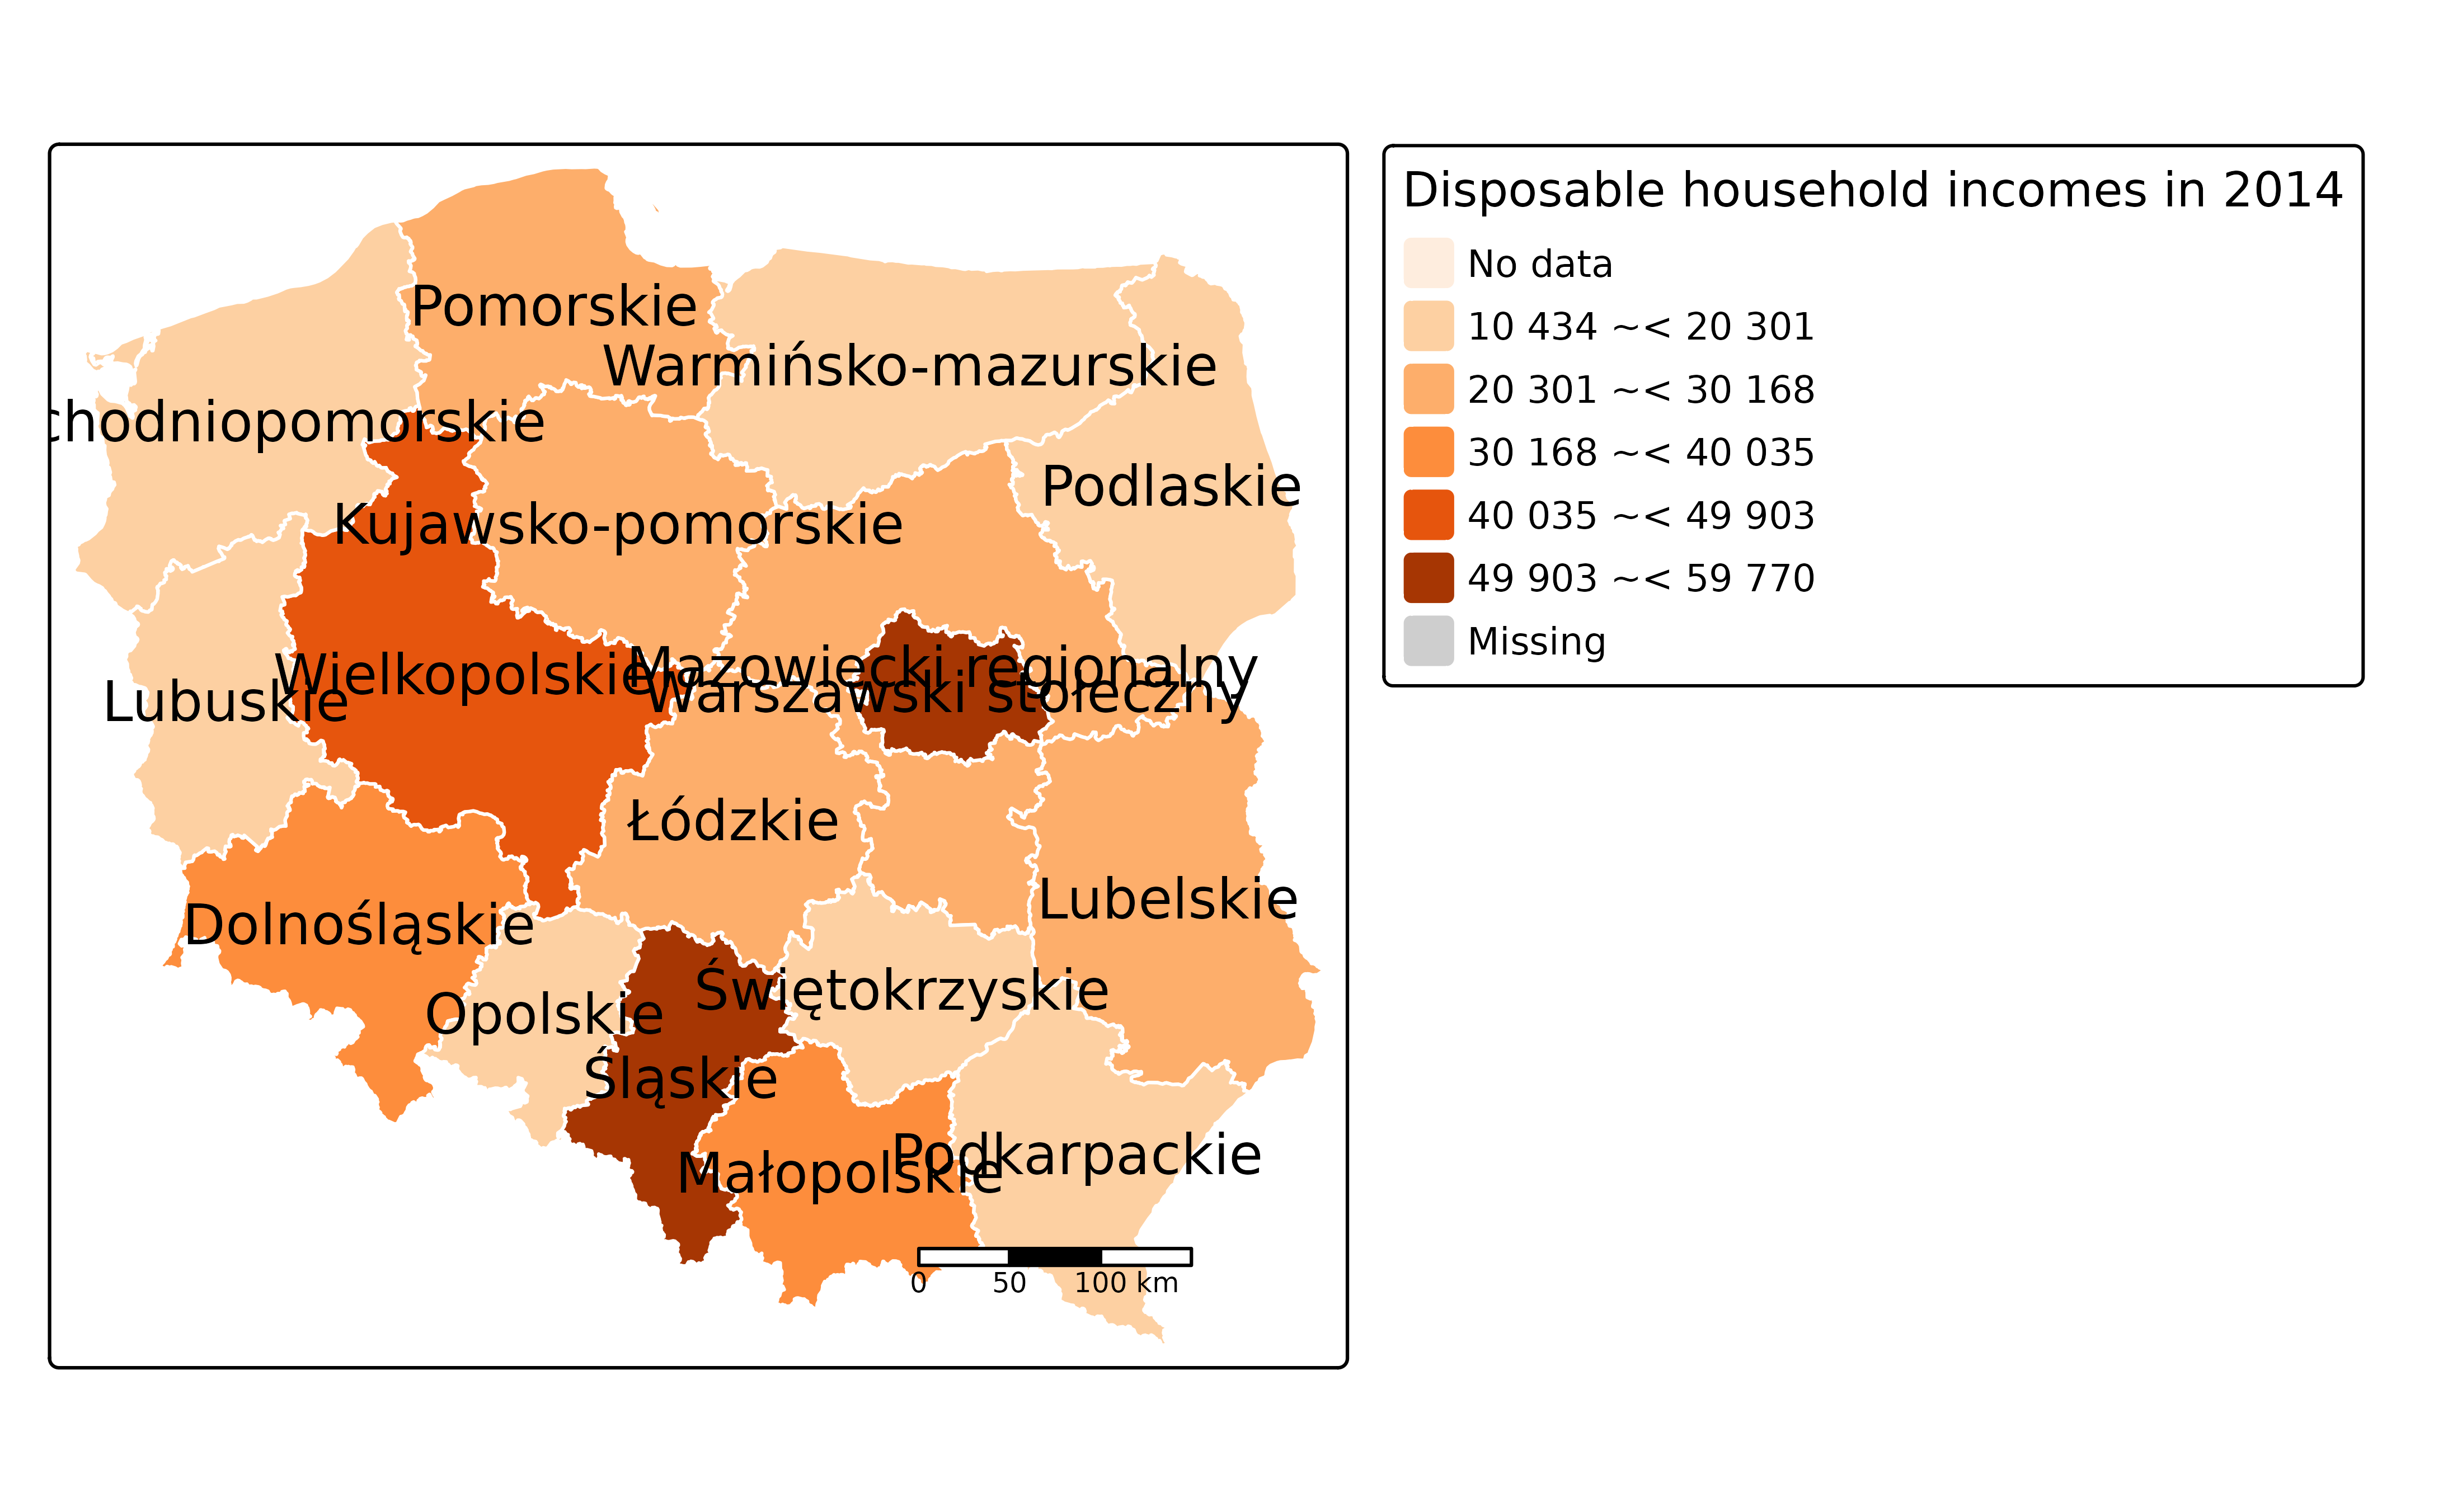 Pomorskie
Warmińsko-mazurskie
chodniopomorskie
Podlaskie
Kujawsko-pomorskie
Mazowiecki regionalny
Wielkopolskie
Warszawski stołeczny
Lubuskie
Łódzkie
Lubelskie
Dolnośląskie
Świętokrzyskie
Opolskie
Śląskie
Podkarpackie
Małopolskie
0 50 100 km
Disposable household incomes in 2014
No data
10 434 ~< 20 301
20 301 ~< 30 168
30 168 ~< 40 035
40 035 ~< 49 903
49 903 ~< 59 770
Missing